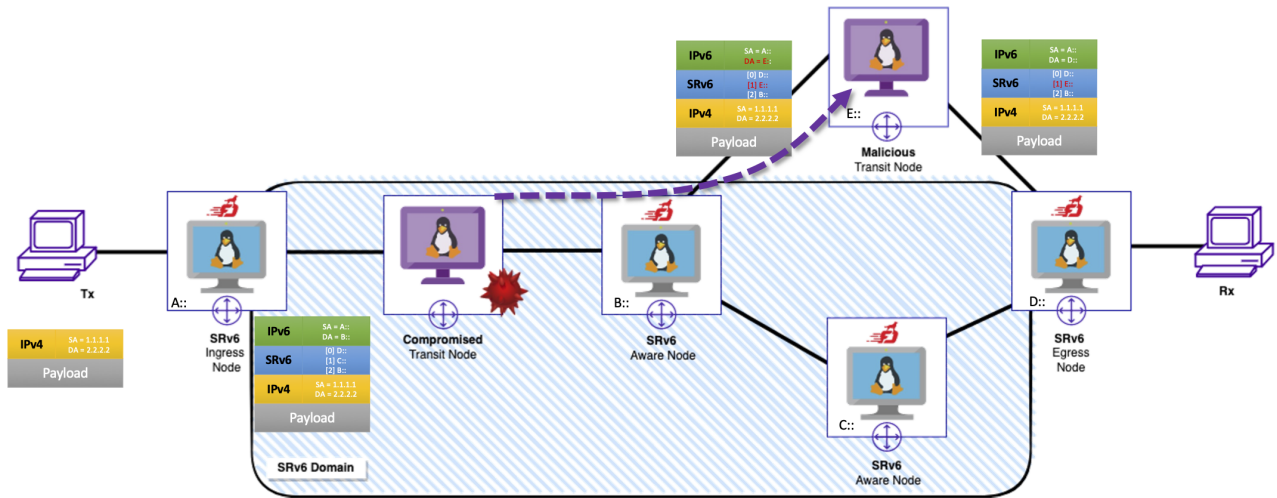 IPv6 SA = A::
DA = E::
SRv6 [0] D::
[1] E::
[2] B::
IPv4 SA = 1.1.1.1
DA = 2.2.2.2
Payload
E::
Malicious
Transit Node
IPv6 SA = A::
DA = D::
SRv6 [0] D::
[1] E::
[2] B::
IPv4 SA = 1.1.1.1
DA = 2.2.2.2
Payload
Tx
IPv4 SA = 1.1.1.1
DA = 2.2.2.2
Payload
A::
SRv6
Ingress
Node
IPv6 SA = A::
DA = B::
SRv6 [0] D::
[1] C::
[2] B::
IPv4 SA = 1.1.1.1
DA = 2.2.2.2
Payload
Compromised
Transit Node
B::
SRv6
Aware Node
C::
SRv6
Aware Node
D::
SRv6
Egress
Node
Rx
SRv6 Domain